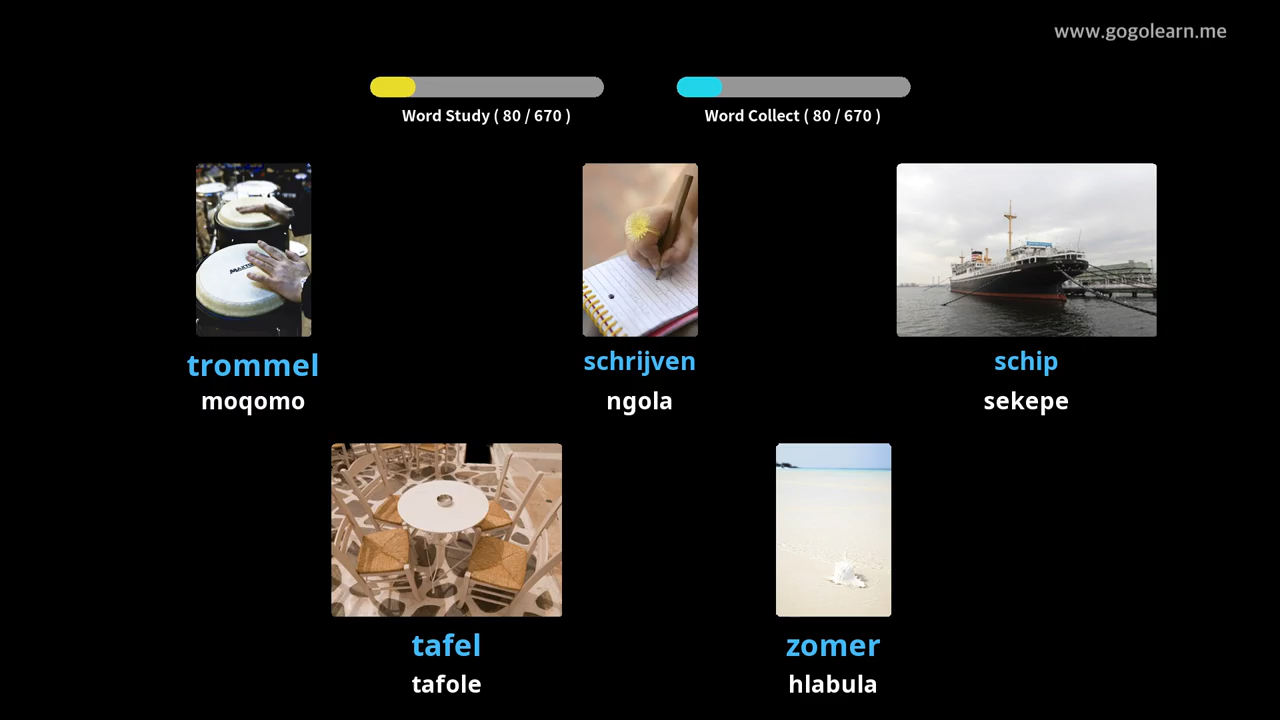 www.gogolearn.me
Word Study ( 80 / 670 )
Word Collect ( 80 / 670 )
trommel
moqomo
schrijven
ngola
schip
sekepe
tafel
tafole
zomer
hlabula